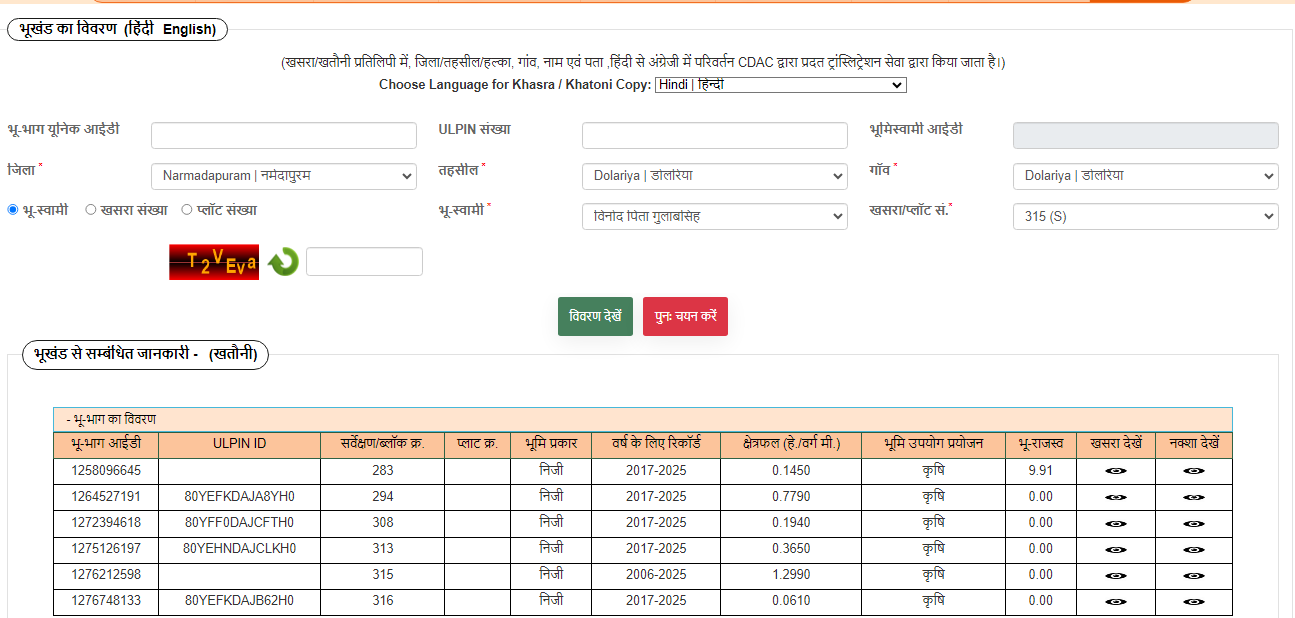 भूखंड का विवरण (हिंदी English)
(खसरा/खतौनी प्रतिलिपी में, जिला/तहसील/हल्का, गांव, नाम एवं पता ,हिंदी से अंग्रेजी में परिवर्तन CDAC द्वारा प्रदत ट्रांस्लिट्रेशन सेवा द्वारा किया जाता है।)
Choose Language for Khasra / Khatoni Copy: Hindi | हिन्दी
भू-भाग यूनिक आईडी ULPIN संख्या भूमिस्वामी आईडी
जिला * Narmadapuram | नर्मदापुरम तहसील * Dolariya | डोलरिया गाँव * Dolariya | डोलरिया
भू-स्वामी खसरा संख्या प्लॉट संख्या भू-स्वामी * विनोद पिता गुलाबसिह खसरा/प्लॉट सं.* 315 (S)
T2VEva
विवरण देखें पुनः चयन करें
भूखंड से सम्बंधित जानकारी - (खतौनी)
- भू-भाग का विवरण
भू-भाग आईडी ULPIN ID सर्वेक्षण/ब्लॉक क्र. प्लाट क्र. भूमि प्रकार वर्ष के लिए रिकॉर्ड क्षेत्रफल (हे./वर्ग मी.) भूमि उपयोग प्रयोजन भू-राजस्व खसरा देखें नक्शा देखें
1258096645 283 निजी 2017-2025 0.1450 कृषि 9.91
1264527191 80YEFKDAJA8YH0 294 निजी 2017-2025 0.7790 कृषि 0.00
1272394618 80YFF0DAJCFTH0 308 निजी 2017-2025 0.1940 कृषि 0.00
1275126197 80YEHNDAJCLKH0 313 निजी 2017-2025 0.3650 कृषि 0.00
1276212598 315 निजी 2006-2025 1.2990 कृषि 0.00
1276748133 80YEFKDAJB62H0 316 निजी 2017-2025 0.0610 कृषि 0.00